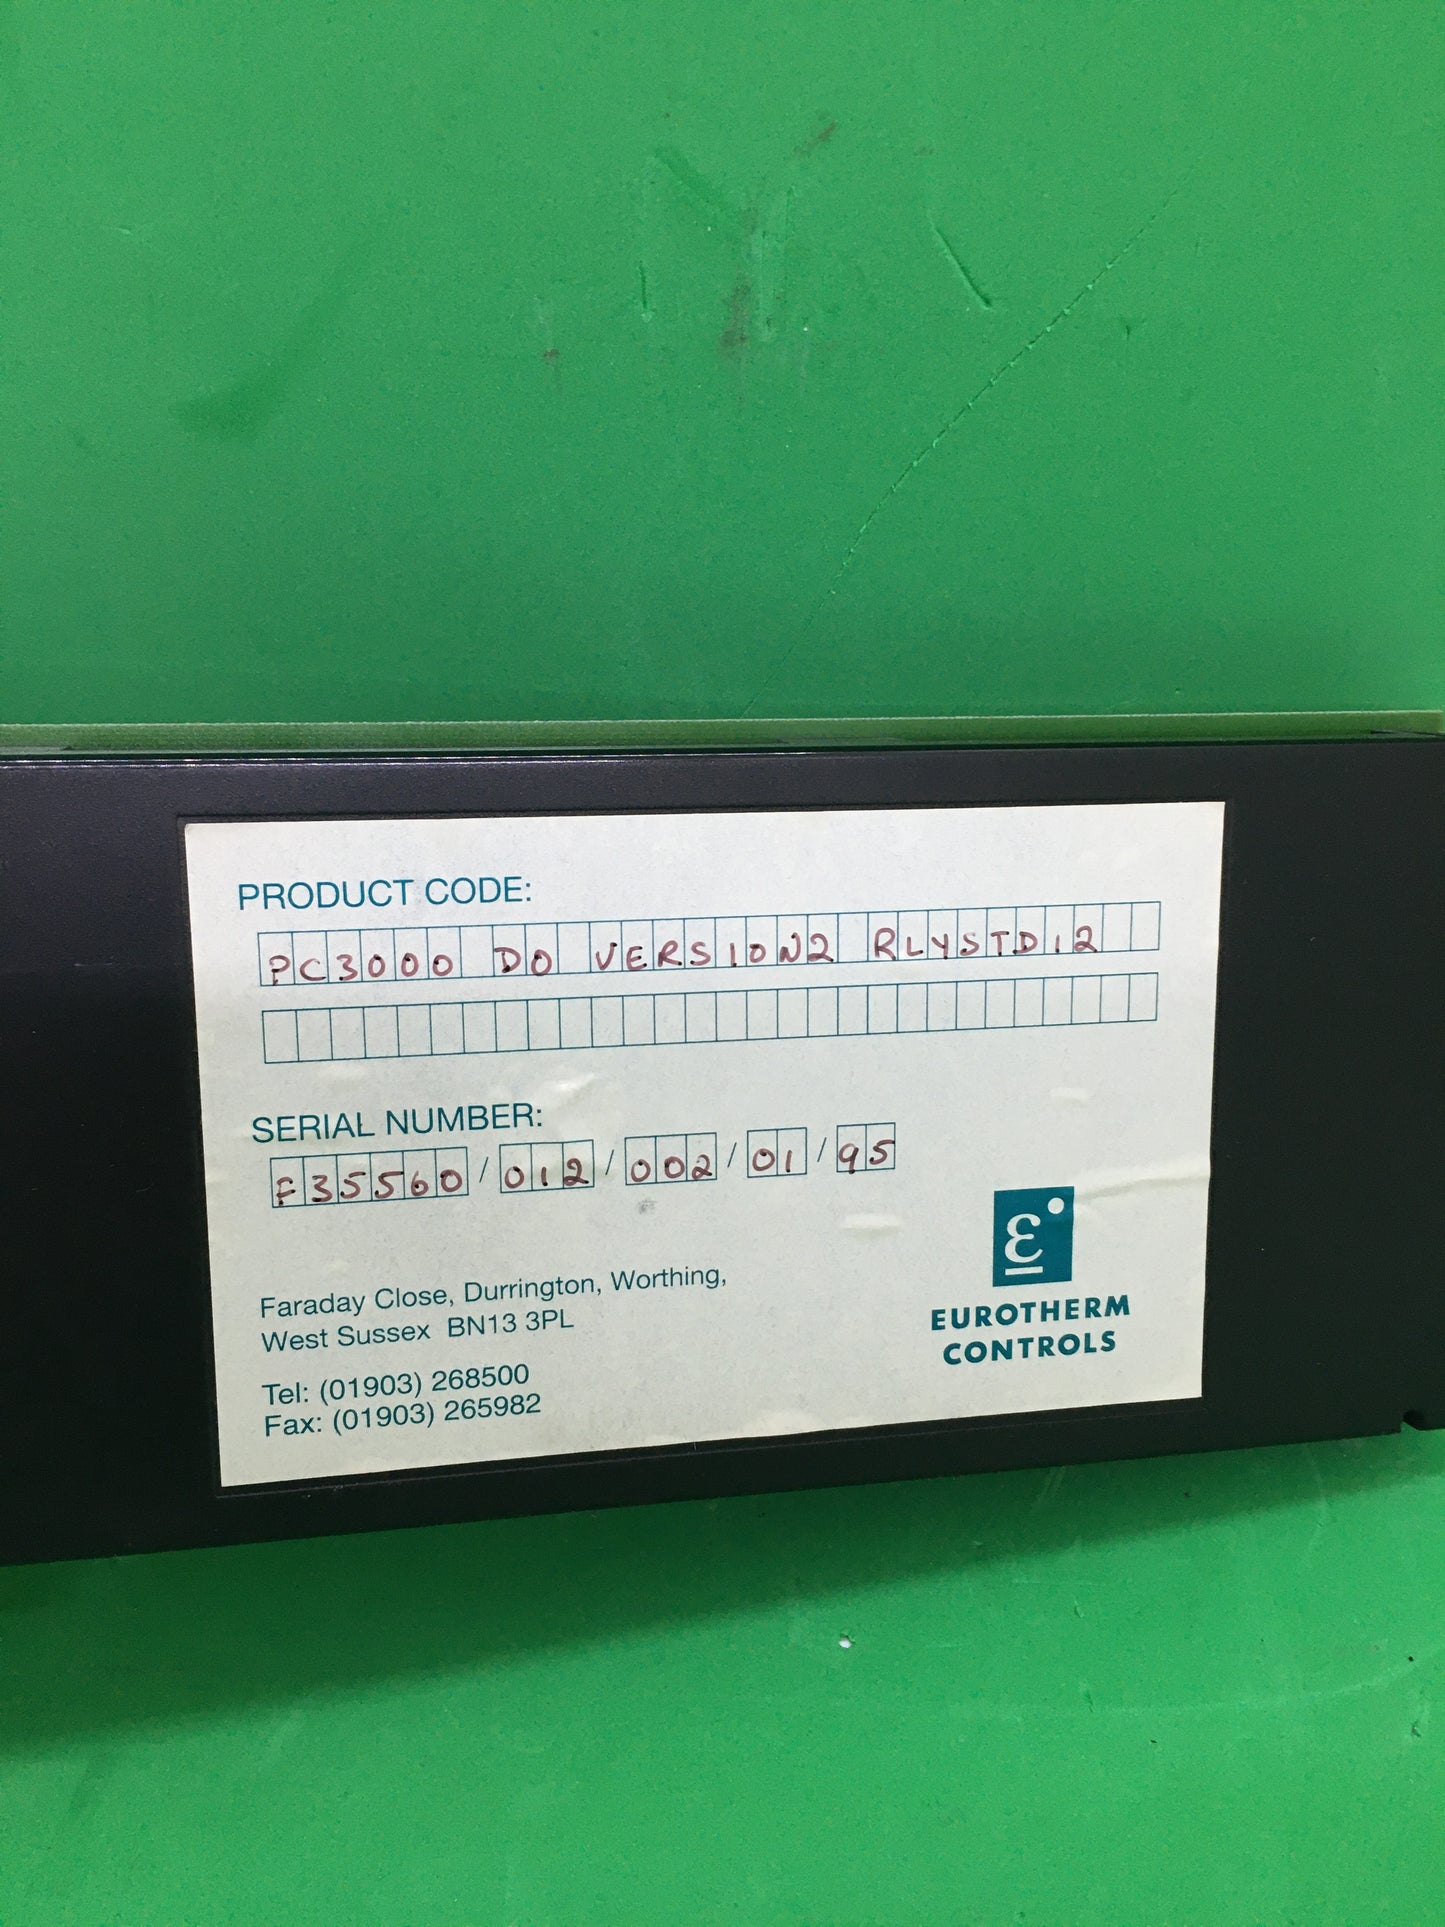 PRODUCT CODE:
PC3000 DO VERSION2 RLYSTD12
SERIAL NUMBER:
F35560/012/002/01/95
Faraday Close, Durrington, Worthing,
West Sussex BN13 3PL
Tel: (01903) 268500
Fax: (01903) 265982
ε
EUROTHERM
CONTROLS